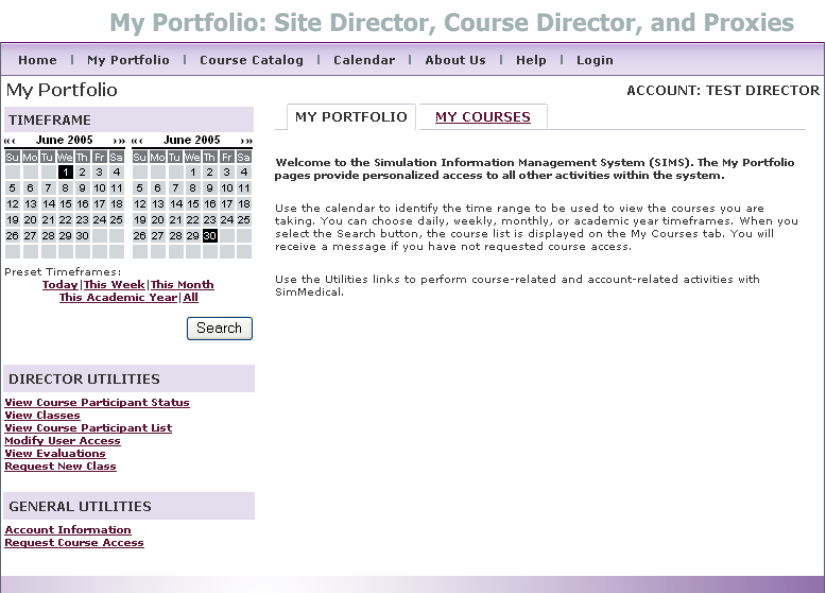 My Portfolio: Site Director, Course Director, and Proxies
Home | My Portfolio | Course Catalog | Calendar | About Us | Help | Login
My Portfolio
ACCOUNT: TEST DIRECTOR
TIMEFRAME
‹‹ June 2005 ›› ‹‹ June 2005 ››
Su Mo Tu We Th Fr Sa Su Mo Tu We Th Fr Sa
1 2 3 4 1 2 3 4
5 6 7 8 9 10 11 5 6 7 8 9 10 11
12 13 14 15 16 17 18 12 13 14 15 16 17 18
19 20 21 22 23 24 25 19 20 21 22 23 24 25
26 27 28 29 30 26 27 28 29 30
Preset Timeframes:
Today|This Week|This Month
This Academic Year|All
Search
DIRECTOR UTILITIES
View Course Participant Status
View Classes
View Course Participant List
Modify User Access
View Evaluations
Request New Class
GENERAL UTILITIES
Account Information
Request Course Access
MY PORTFOLIO MY COURSES
Welcome to the Simulation Information Management System (SIMS). The My Portfolio
pages provide personalized access to all other activities within the system.
Use the calendar to identify the time range to be used to view the courses you are
taking. You can choose daily, weekly, monthly, or academic year timeframes. When you
select the Search button, the course list is displayed on the My Courses tab. You will
receive a message if you have not requested course access.
Use the Utilities links to perform course-related and account-related activities with
SimMedical.